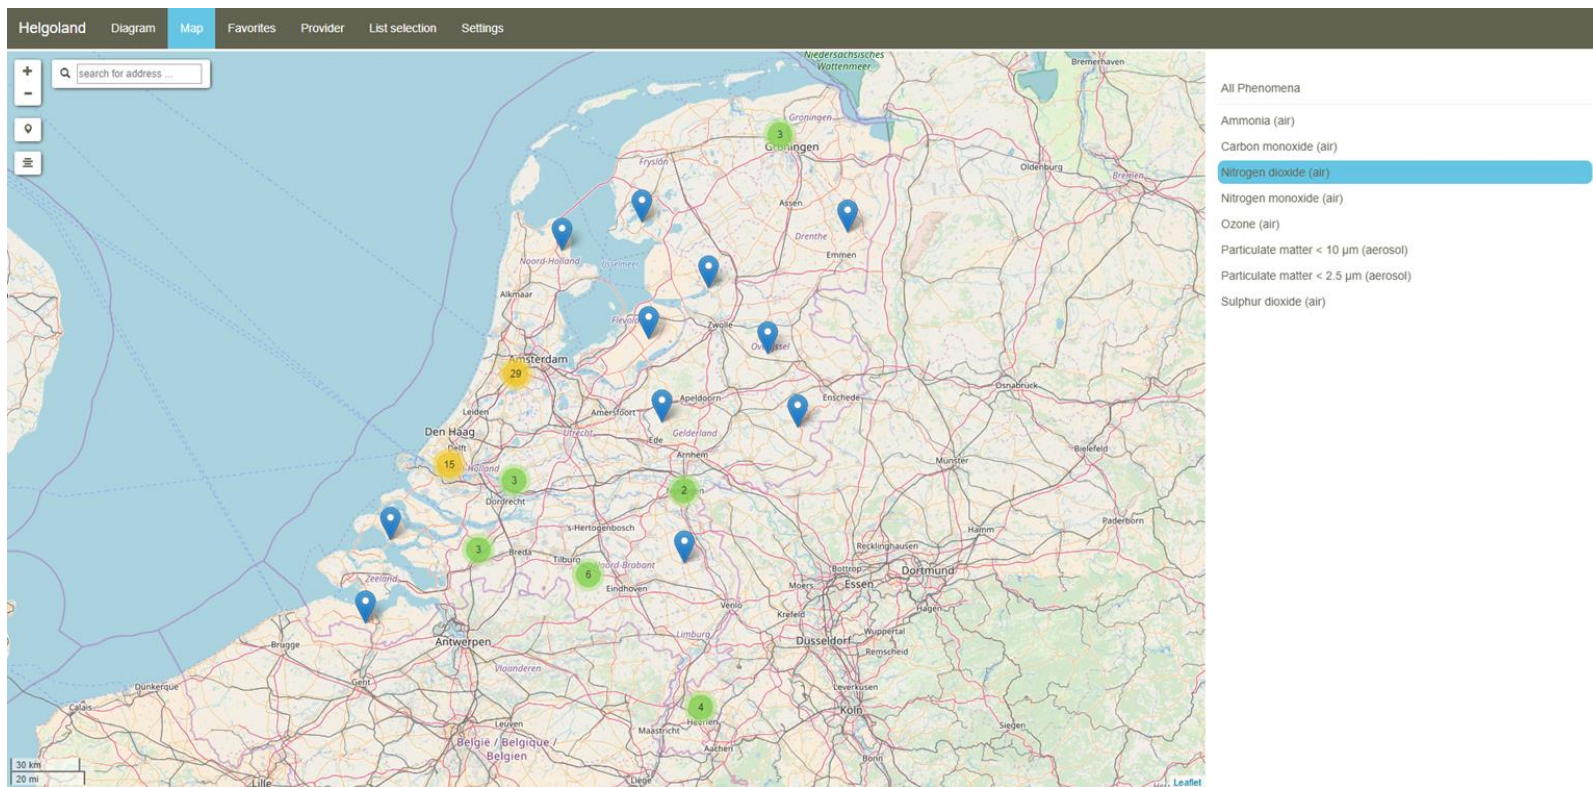 Helgoland Diagram Map Favorites Provider List selection Settings
+
-
search for address ...
All Phenomena
Ammonia (air)
Carbon monoxide (air)
Nitrogen dioxide (air)
Nitrogen monoxide (air)
Ozone (air)
Particulate matter < 10 μm (aerosol)
Particulate matter < 2.5 μm (aerosol)
Sulphur dioxide (air)
Niedersächsisches
Wattenmeer
Bremerhaven
Groningen
3
Groningen
Fryslân
Oldenburg
Bremen
Assen
Drenthe
Emmen
Noord-Holland
IJsselmeer
Alkmaar
Flevoland
Zwolle
Overijssel
Amsterdam
29
Osnabrück
Leiden
Amersfoort
Apeldoorn
Enschede
Den Haag
Utrecht
Gelderland
Ede
Delft
Arnhem
Bielefeld
Münster
15
Holland
3
2
Dordrecht
's-Hertogenbosch
Paderborn
Hamm
Recklinghausen
3
Breda
Tilburg
Noord-Brabant
6
Eindhoven
Bottrop
Dortmund
Moers
Essen
Zeeland
Hagen
Venlo
Krefeld
Brugge
Antwerpen
Limburg
Düsseldorf
Wuppertal
Remscheid
Vlaanderen
Gent
Dunkerque
Leverkusen
Calais
4
Heerlen
Köln
Leuven
Maastricht
Siegen
België / Belgique /
Belgien
Aachen
Bonn
30 km
20 mi
Lille
Liège
Leaflet